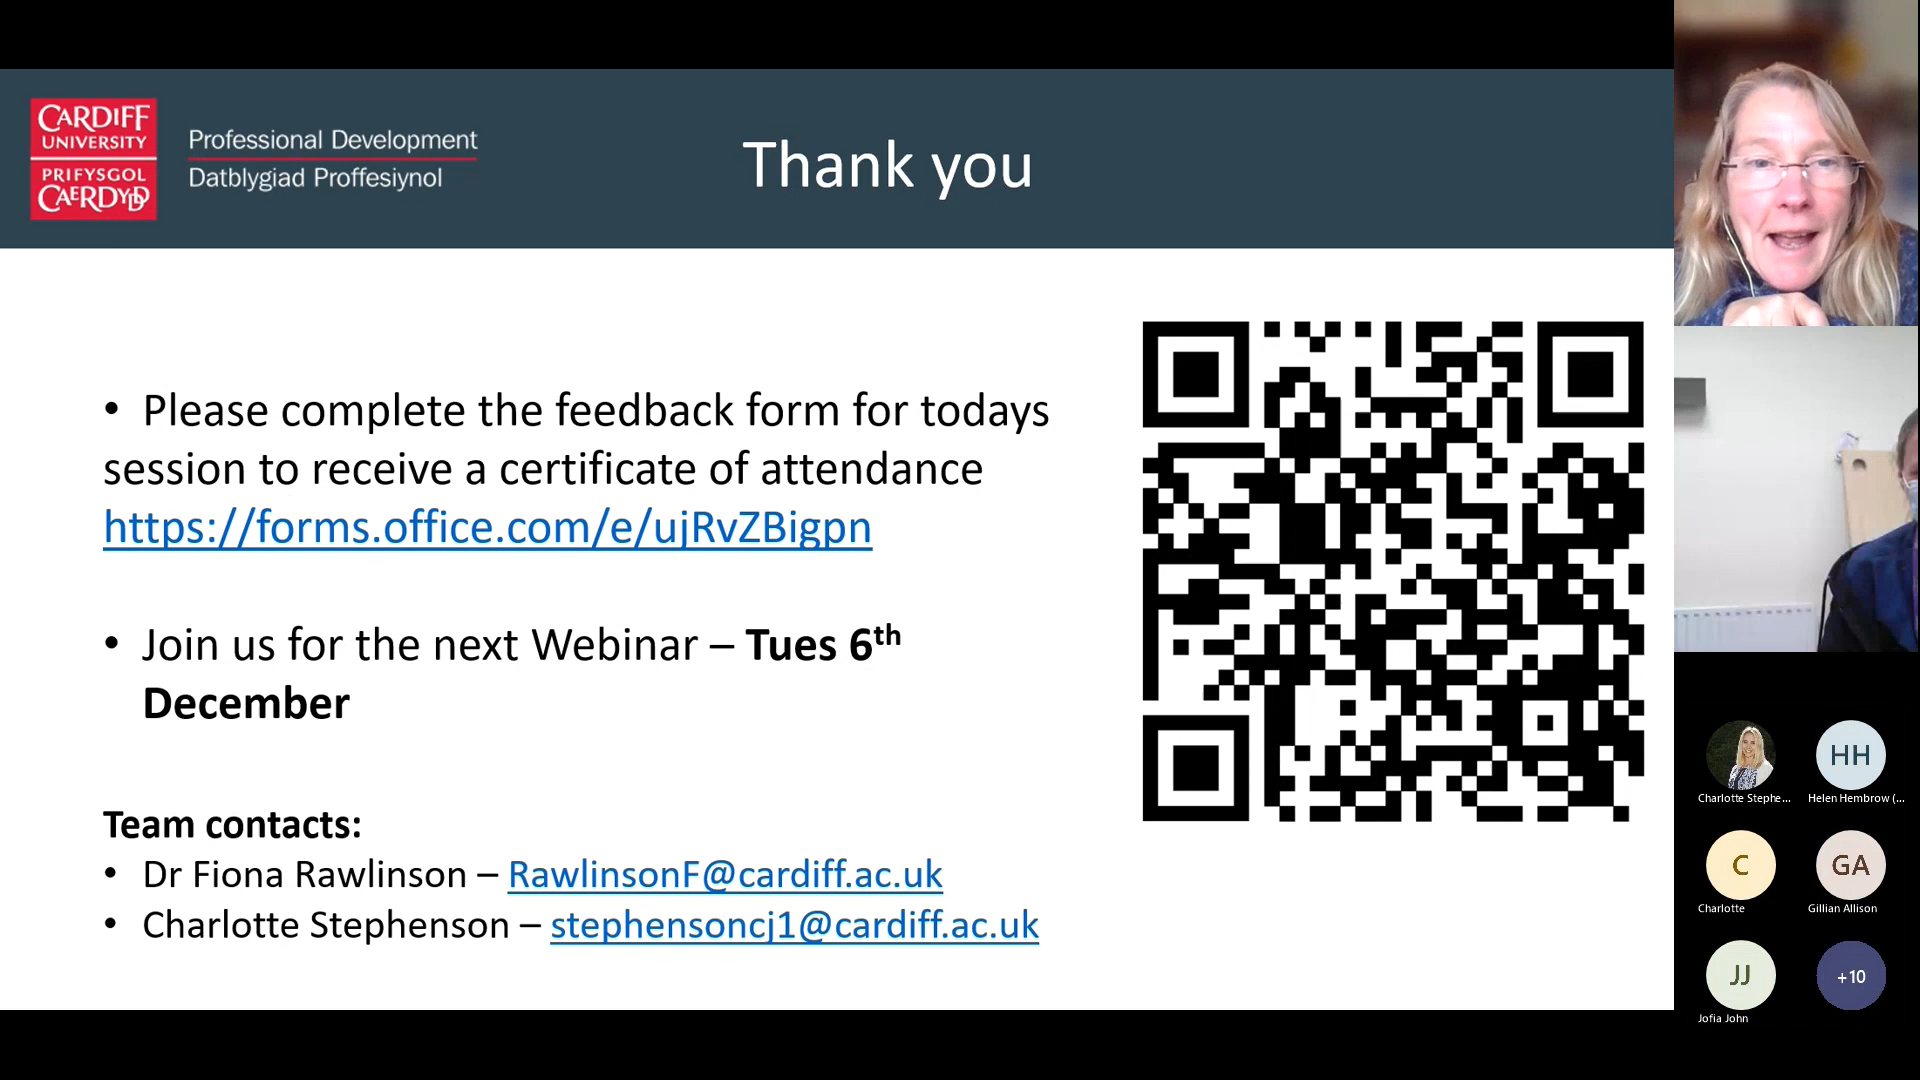 CARDIFF
UNIVERSITY
PRIFYSGOL
CAERDYDD
Professional Development
Datblygiad Proffesiynol
Thank you
• Please complete the feedback form for todays
session to receive a certificate of attendance
https://forms.office.com/e/ujRvZBigpn
• Join us for the next Webinar – Tues 6th
December
Team contacts:
• Dr Fiona Rawlinson – RawlinsonF@cardiff.ac.uk
• Charlotte Stephenson – stephensoncj1@cardiff.ac.uk
HH
Charlotte Stephe...
Helen Hembrow (...
C
GA
Charlotte
Gillian Allison
JJ
+10
Jofia John